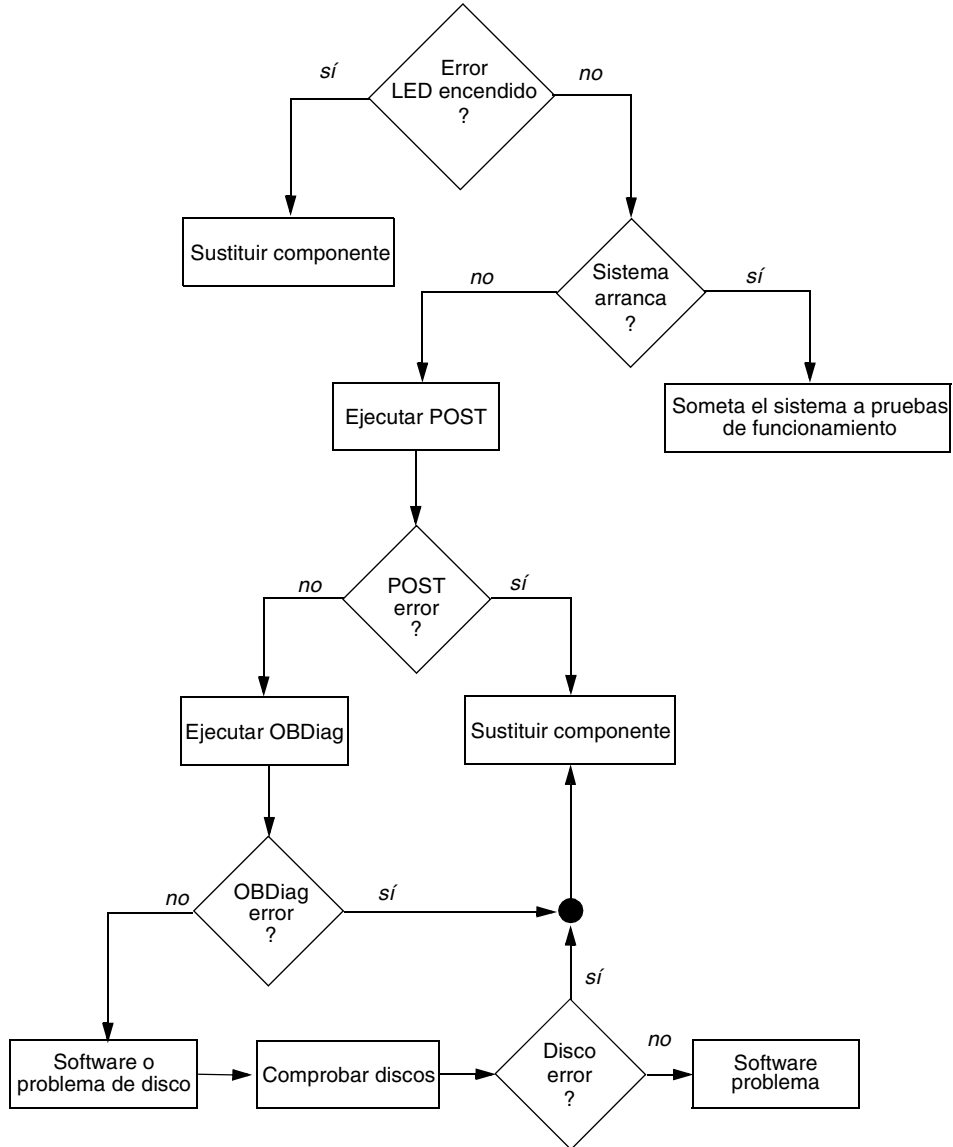 Error
LED encendido
?
sí
no
Sustituir componente
Sistema
arranca
?
no
sí
Ejecutar POST
Someta el sistema a pruebas
de funcionamiento
POST
error
?
no
sí
Ejecutar OBDiag
Sustituir componente
OBDiag
error
?
no
sí
sí
Software o
problema de disco
Comprobar discos
Disco
error
?
no
Software
problema